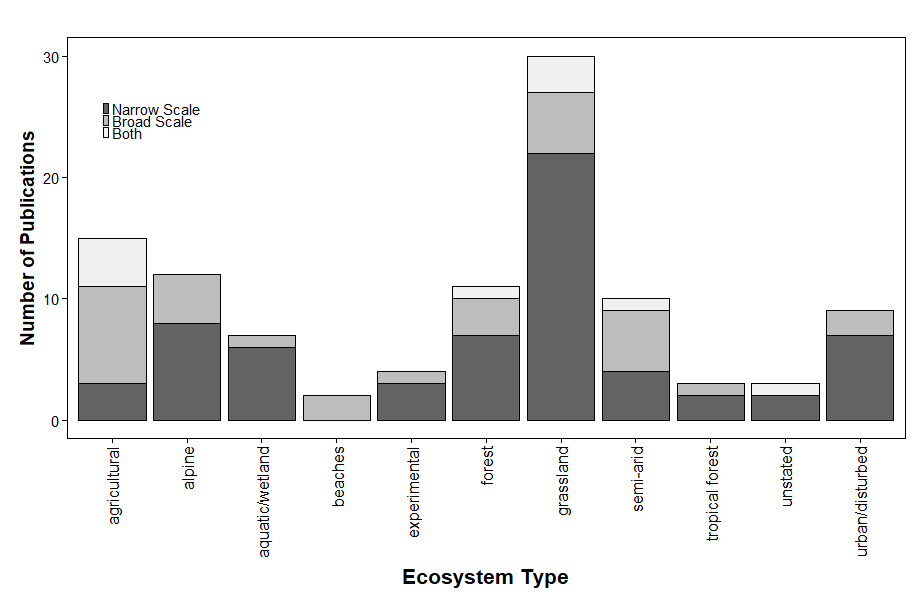 30
20
10
0
Number of Publications
Narrow Scale
Broad Scale
Both
agricultural
alpine
aquatic/wetland
beaches
experimental
forest
grassland
semi-arid
tropical forest
unstated
urban/disturbed
Ecosystem Type